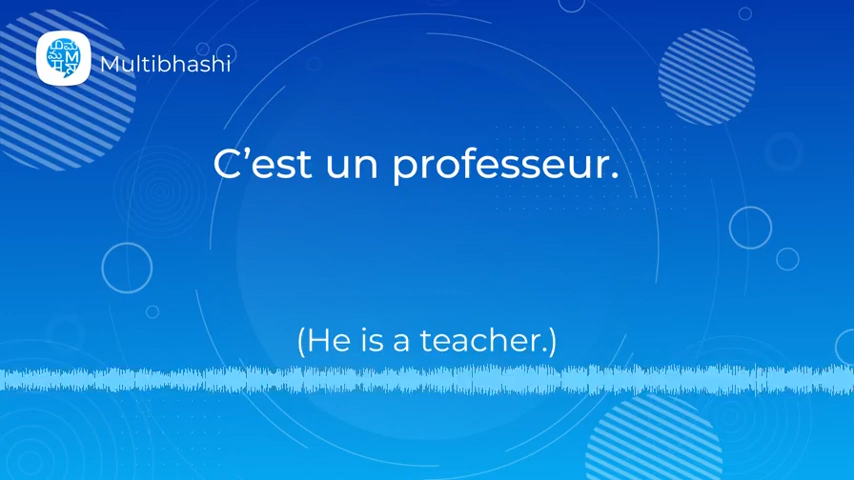 Multibhashi
C’est un professeur.
(He is a teacher.)